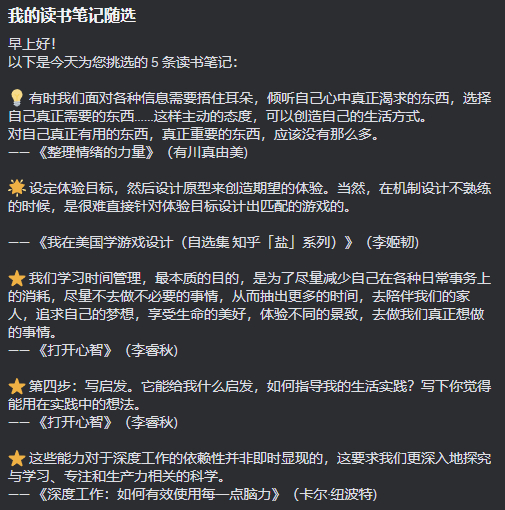 我的读书笔记随选
早上好！
以下是今天为您挑选的 5 条读书笔记：
💡 有时我们面对各种信息需要捂住耳朵，倾听自己心中真正渴求的东西，选择
自己真正需要的东西......这样主动的态度，可以创造自己的生活方式。
对自己真正有用的东西，真正重要的东西，应该没有那么多。
—— 《整理情绪的力量》（有川真由美）
🌟 设定体验目标，然后设计原型来创造期望的体验。当然，在机制设计不熟练
的时候，是很难直接针对体验目标设计出匹配的游戏的。
—— 《我在美国学游戏设计（自选集 知乎「盐」系列）》（李姬韧）
⭐ 我们学习时间管理，最本质的目的，是为了尽量减少自己在各种日常事务上
的消耗，尽量不去做不必要的事情，从而抽出更多的时间，去陪伴我们的家
人，追求自己的梦想，享受生命的美好，体验不同的景致，去做我们真正想做
的事情。
—— 《打开心智》（李睿秋）
⭐ 第四步：写启发。它能给我什么启发，如何指导我的生活实践？写下你觉得
能用在实践中的想法。
—— 《打开心智》（李睿秋）
⭐ 这些能力对于深度工作的依赖性并非即时显现的，这要求我们更深入地探究
与学习、专注和生产力相关的科学。
—— 《深度工作：如何有效使用每一点脑力》（卡尔·纽波特）